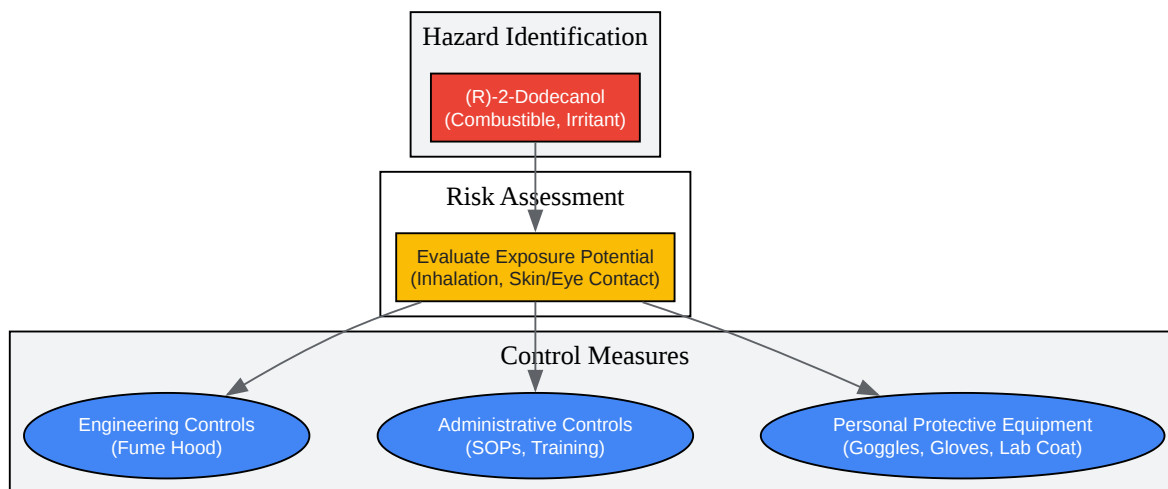 Hazard Identification
(R)-2-Dodecanol
(Combustible, Irritant)
Risk Assessment
Evaluate Exposure Potential
(Inhalation, Skin/Eye Contact)
Control Measures
Engineering Controls
(Fume Hood)
Administrative Controls
(SOPs, Training)
Personal Protective Equipment
(Goggles, Gloves, Lab Coat)